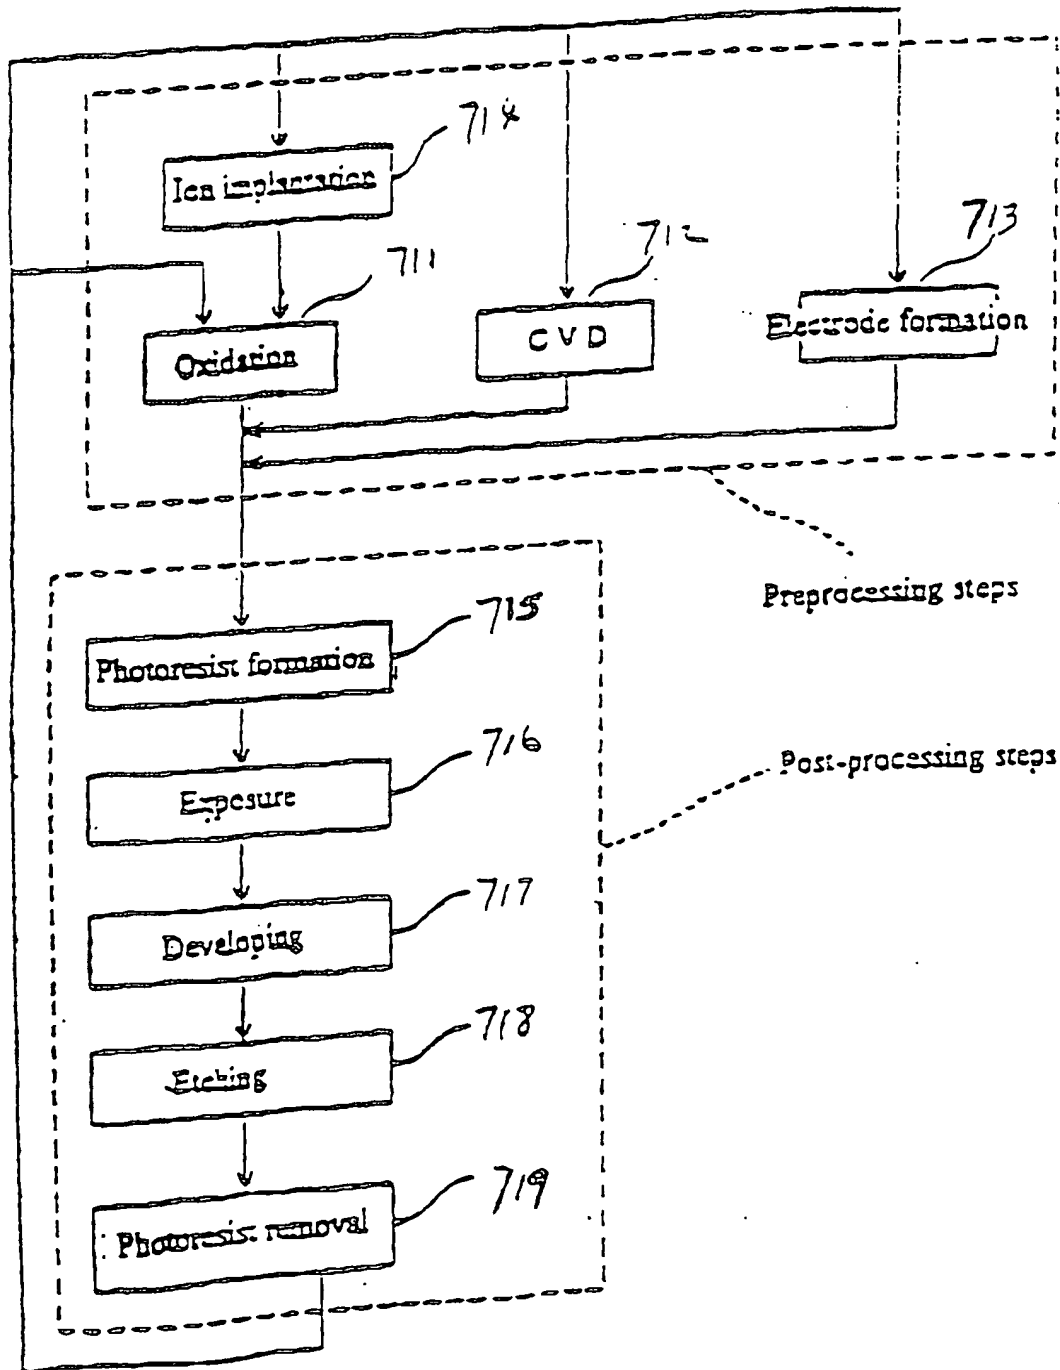 714
Ion implantation
711
712
713
Oxidation
CVD
Electrode formation
Preprocessing steps
715
Photoresist formation
716
Exposure
Post-processing steps
717
Developing
718
Etching
719
Photoresist removal